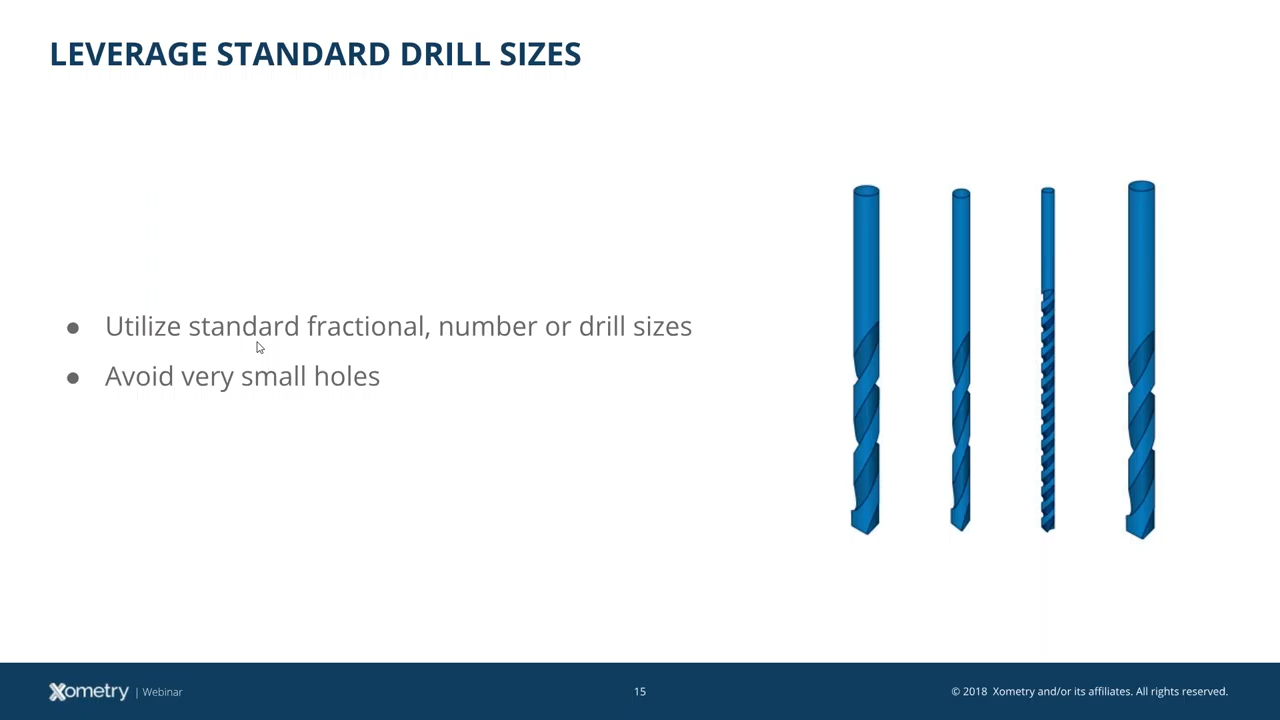 LEVERAGE STANDARD DRILL SIZES
● Utilize standard fractional, number or drill sizes
● Avoid very small holes
Xometry | Webinar
15
© 2018 Xometry and/or its affiliates. All rights reserved.